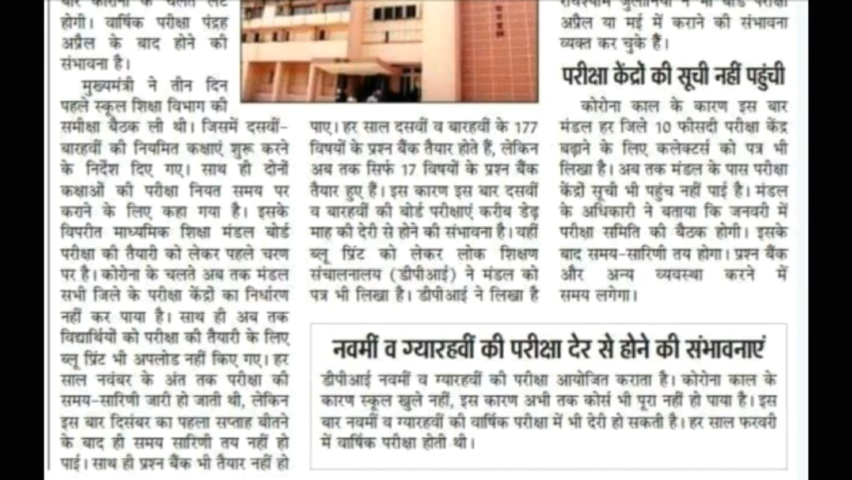 होगी। वार्षिक परीक्षा पंद्रह
अप्रैल के बाद होने की
संभावना है।
मुख्यमंत्री ने तीन दिन
पहले स्कूल शिक्षा विभाग की
समीक्षा बैठक ली थी। जिसमें दसवीं-
बारहवीं की नियमित कक्षाएं शुरू करने
के निर्देश दिए गए। साथ ही दोनों
कक्षाओं की परीक्षा नियत समय पर
कराने के लिए कहा गया है। इसके
विपरीत माध्यमिक शिक्षा मंडल बोर्ड
परीक्षा की तैयारी को लेकर पहले चरण
पर है। कोरोना के चलते अब तक मंडल
सभी जिले के परीक्षा केंद्रों का निर्धारण
नहीं कर पाया है। साथ ही अब तक
विद्यार्थियों को परीक्षा की तैयारी के लिए
ब्लू प्रिंट भी अपलोड नहीं किए गए। हर
साल नवंबर के अंत तक परीक्षा की
समय-सारिणी जारी हो जाती थी, लेकिन
इस बार दिसंबर का पहला सप्ताह बीतने
के बाद ही समय सारिणी तय नहीं हो
पाई। साथ ही प्रश्न बैंक भी तैयार नहीं हो
पाए। हर साल दसवीं व बारहवीं के 177
विषयों के प्रश्न बैंक तैयार होते हैं, लेकिन
अब तक सिर्फ 17 विषयों के प्रश्न बैंक
तैयार हुए हैं। इस कारण इस बार दसवीं
व बारहवीं की बोर्ड परीक्षाएं करीब डेढ़
माह की देरी से होने की संभावना है। वहीं
ब्लू प्रिंट को लेकर लोक शिक्षण
संचालनालय (डीपीआई) ने मंडल को
पत्र भी लिखा है। डीपीआई ने लिखा है
अप्रैल या मई में कराने की संभावना
व्यक्त कर चुके हैं।
परीक्षा केंद्रों की सूची नहीं पहुंची
कोरोना काल के कारण इस बार
मंडल हर जिले 10 फीसदी परीक्षा केंद्र
बढ़ाने के लिए कलेक्टर्स को पत्र भी
लिखा है। अब तक मंडल के पास परीक्षा
केंद्रों सूची भी पहुंच नहीं पाई है। मंडल
के अधिकारी ने बताया कि जनवरी में
परीक्षा समिति की बैठक होगी। इसके
बाद समय-सारिणी तय होगा। प्रश्न बैंक
और अन्य व्यवस्था करने में
समय लगेगा।
नवमीं व ग्यारहवीं की परीक्षा देर से होने की संभावनाएं
डीपीआई नवमीं व ग्यारहवीं की परीक्षा आयोजित कराता है। कोरोना काल के
कारण स्कूल खुले नहीं, इस कारण अभी तक कोर्स भी पूरा नहीं हो पाया है। इस
बार नवमीं व ग्यारहवीं की वार्षिक परीक्षा में भी देरी हो सकती है। हर साल फरवरी
में वार्षिक परीक्षा होती थी।